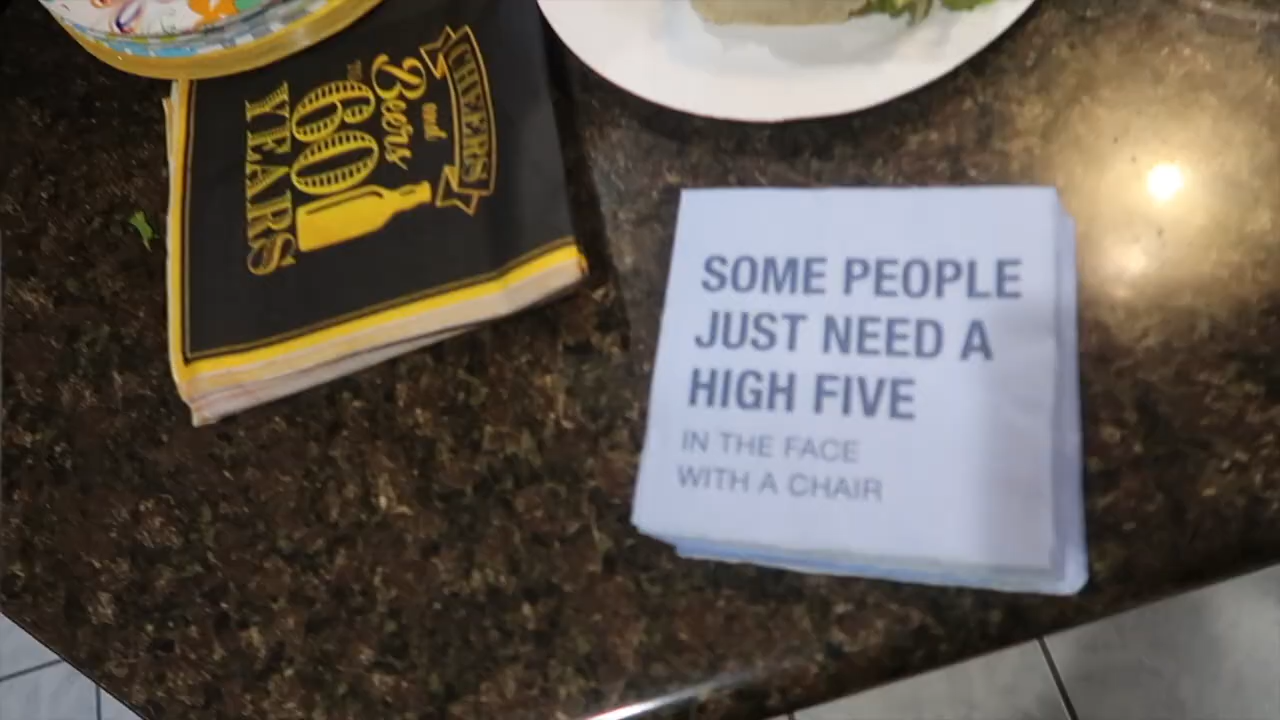 CHEERS
and
Beers
TO
60
YEARS
SOME PEOPLE
JUST NEED A
HIGH FIVE
IN THE FACE
WITH A CHAIR